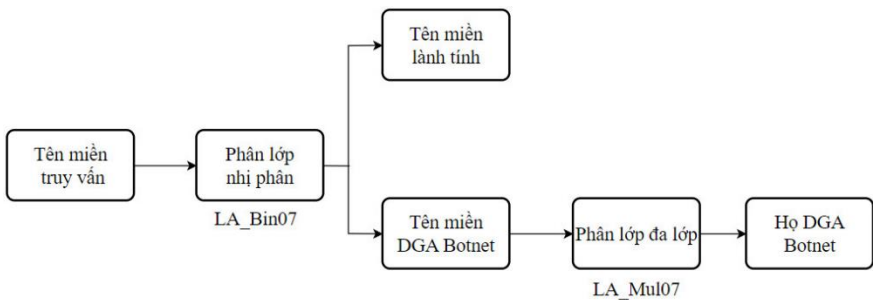 Tên miền
lành tính
Tên miền
truy vấn
Phân lớp
nhị phân
LA_Bin07
Tên miền
DGA Botnet
Phân lớp đa lớp
LA_Mul07
Họ DGA
Botnet